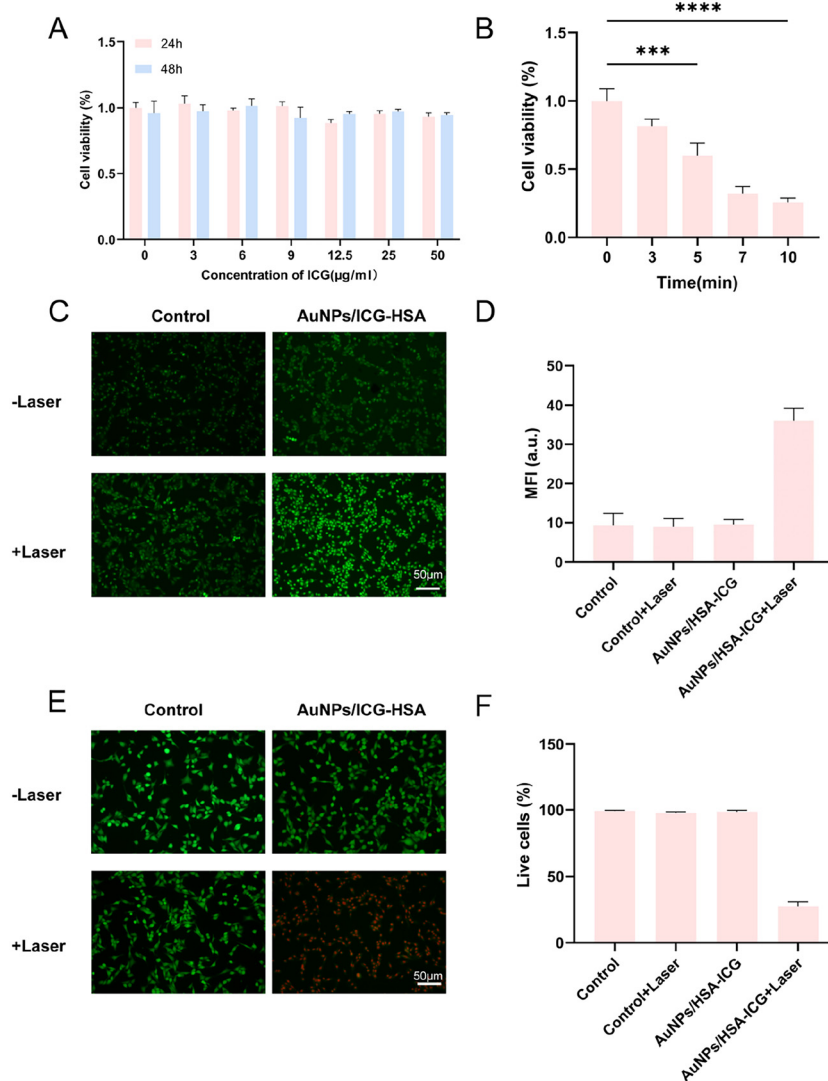 A
24h
48h
Cell viability (%)
1.5
1.0
0.5
0.0
0 3 6 9 12.5 25 50
Concentration of ICG(μg/ml)
B
****
***
Cell viability (%)
1.5
1.0
0.5
0.0
0 3 5 7 10
Time(min)
C
Control AuNPs/ICG-HSA
-Laser
+Laser
50μm
D
MFI (a.u.)
50
40
30
20
10
0
Control
Control+Laser
AuNPs/HSA-ICG
AuNPs/HSA-ICG+Laser
E
Control AuNPs/ICG-HSA
-Laser
+Laser
50μm
F
Live cells (%)
150
100
50
0
Control
Control+Laser
AuNPs/HSA-ICG
AuNPs/HSA-ICG+Laser